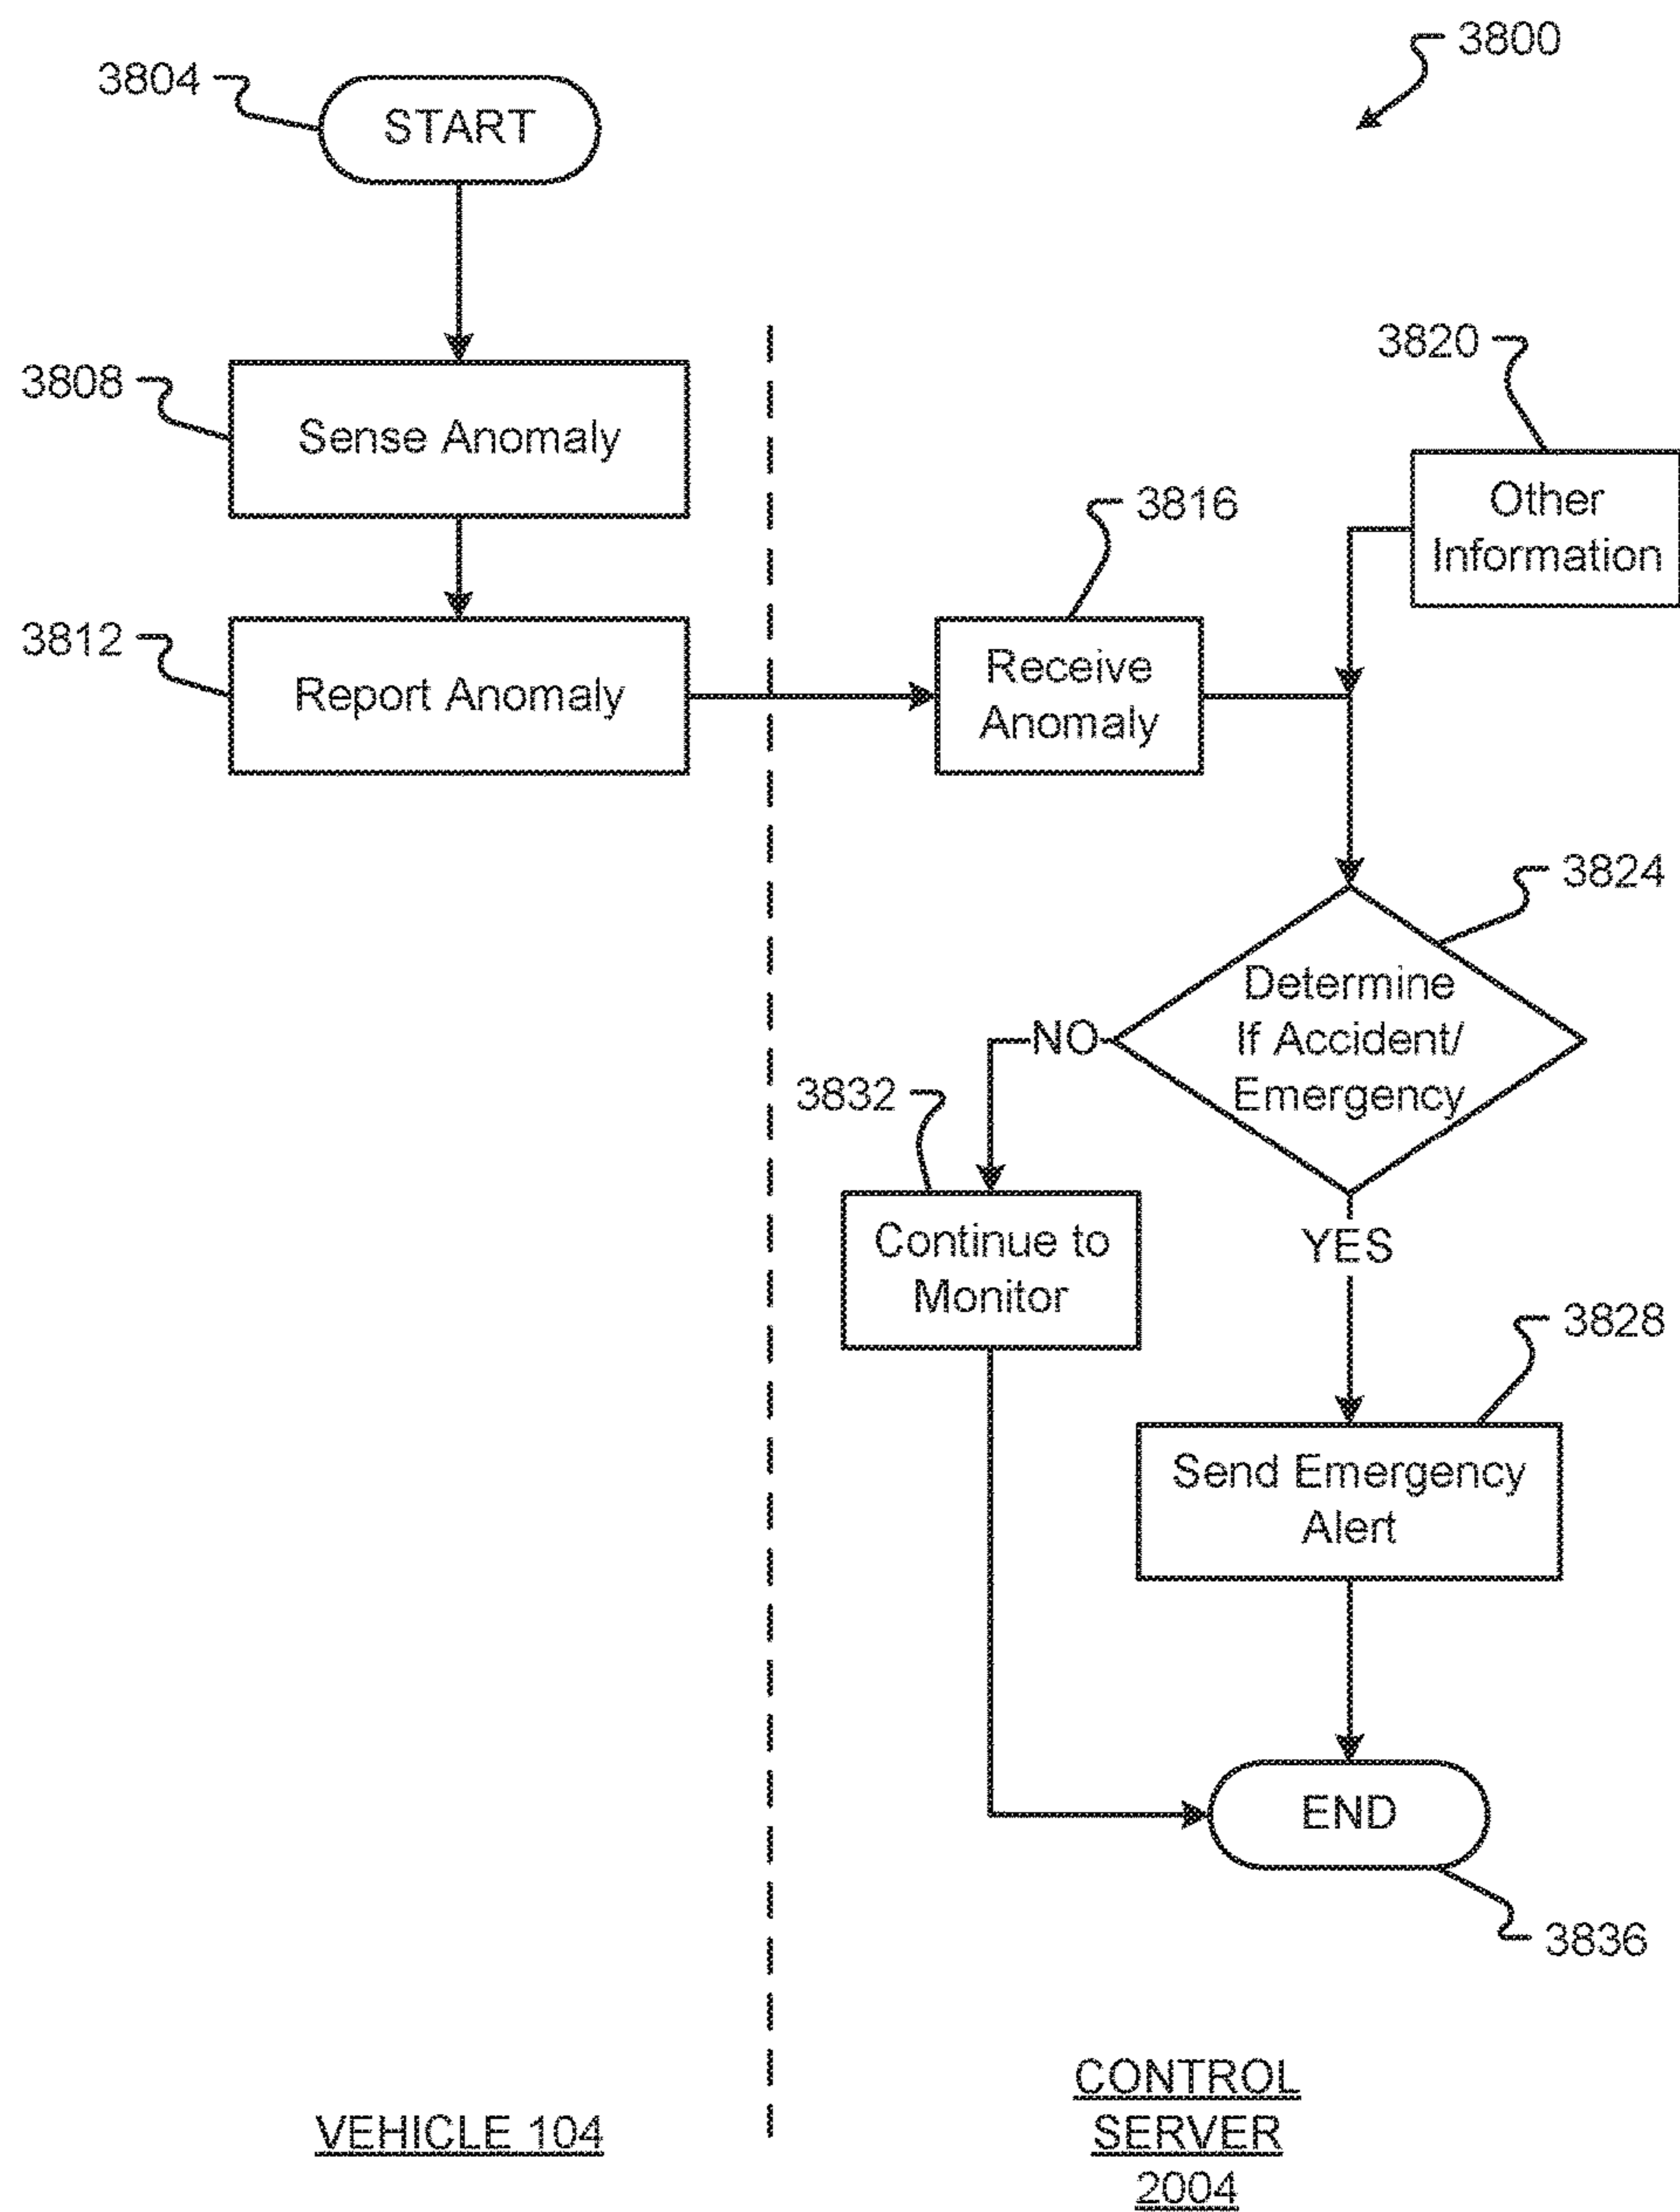 3800
3804
START
3808
Sense Anomaly
3812
Report Anomaly
3816
Receive
Anomaly
3820
Other
Information
3824
Determine
If Accident/
Emergency
NO
YES
3832
Continue to
Monitor
3828
Send Emergency
Alert
END
3836
VEHICLE 104
CONTROL
SERVER
2004